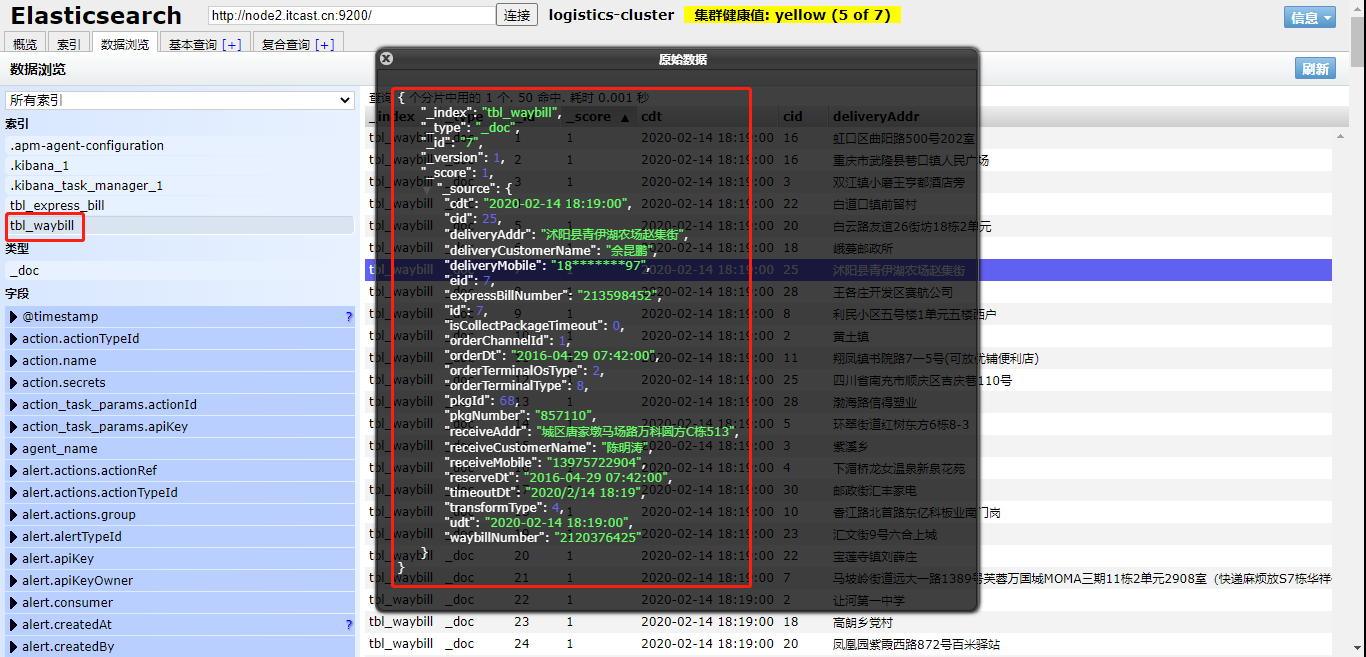 Elasticsearch http://node2.itcast.cn:9200/ 连接 logistics-cluster 集群健康值: yellow (5 of 7) 信息
概览 索引 数据浏览 基本查询 [+] 复合查询 [+]
数据浏览 刷新
所有索引
索引
.apm-agent-configuration
.kibana_1
.kibana_task_manager_1
tbl_express_bill
tbl_waybill
类型
_doc
字段
@timestamp ?
action.actionTypeId
action.name
action.secrets
action_task_params.actionId
action_task_params.apiKey
agent_name
alert.actions.actionRef
alert.actions.actionTypeId
alert.actions.group
alert.alertTypeId
alert.apiKey
alert.apiKeyOwner
alert.consumer
alert.createdAt ?
alert.createdBy
原始数据
{
"_index": "tbl_waybill",
"_type": "_doc",
"_id": "7",
"_version": 1,
"_score": 1,
"_source": {
"cdt": "2020-02-14 18:19:00",
"cid": 25,
"deliveryAddr": "沭阳县青伊湖农场赵集街",
"deliveryCustomerName": "佘昆鹏",
"deliveryMobile": "18*******97",
"eid": 7,
"expressBillNumber": "213598452",
"id": 7,
"isCollectPackageTimeout": 0,
"orderChannelId": 1,
"orderDt": "2016-04-29 07:42:00",
"orderTerminalOsType": 2,
"orderTerminalType": 8,
"pkgId": 68,
"pkgNumber": "857110",
"receiveAddr": "城区唐家墩马场路万科圆方C栋513",
"receiveCustomerName": "陈明涛",
"receiveMobile": "13975722904",
"reserveDt": "2016-04-29 07:42:00",
"timeoutDt": "2020/2/14 18:19",
"transformType": 4,
"udt": "2020-02-14 18:19:00",
"waybillNumber": "2120376425"
}
}
查询 个分片中用的 1 个. 50 命中. 耗时 0.001 秒
_index _score ▲ cdt cid deliveryAddr
tbl_waybill _doc 1 1 2020-02-14 18:19:00 16 虹口区曲阳路500号202室
tbl_waybill 2 1 2020-02-14 18:19:00 16 重庆市武隆县巷口镇人民广场
tbl_waybill 3 1 2020-02-14 18:19:00 3 双江镇小磨王亨都酒店旁
tbl_waybill 2020-02-14 18:19:00 22 白道口镇前留村
tbl_waybill 2020-02-14 18:19:00 20 白云路友谊26街坊18栋2单元
tbl_waybill 2020-02-14 18:19:00 18 峨蔓邮政所
tbl_waybill 2020-02-14 18:19:00 25 沭阳县青伊湖农场赵集街
tbl_waybill 2020-02-14 18:19:00 28 王各庄开发区赛航公司
tbl_waybill 9 1 2020-02-14 18:19:00 8 利民小区五号楼1单元五楼西户
tbl_waybill 2020-02-14 18:19:00 2 黄土镇
tbl_waybill 2020-02-14 18:19:00 11 翔凤镇书院路7一5号(可放优铺便利店)
tbl_waybill 2020-02-14 18:19:00 25 四川省南充市顺庆区吉庆巷110号
tbl_waybill 13 1 2020-02-14 18:19:00 28 渤海路信得塑业
tbl_waybill 2020-02-14 18:19:00 5 环翠街道红树东方6栋8-3
tbl_waybill 2020-02-14 18:19:00 3 紫溪乡
tbl_waybill 2020-02-14 18:19:00 4 下湄桥龙女温泉新泉花苑
tbl_waybill 2020-02-14 18:19:00 30 邮政街汇丰家电
tbl_waybill 2020-02-14 18:19:00 10 香江路北首路东亿科板业南门岗
tbl_waybill 2020-02-14 18:19:00 23 汇文街9号六合上城
tbl_waybill _doc 20 1 2020-02-14 18:19:00 22 宝莲寺镇刘薛庄
tbl_waybill _doc 21 1 2020-02-14 18:19:00 7 马坡岭街道远大一路1389号芙蓉万国城MOMA三期11栋2单元2908室（快递麻烦放S7栋华祥
tbl_waybill _doc 22 1 2020-02-14 18:19:00 2 让河第一中学
tbl_waybill _doc 23 1 2020-02-14 18:19:00 18 高朗乡党村
tbl_waybill _doc 24 1 2020-02-14 18:19:00 20 凤凰园紫霞西路872号百米驿站